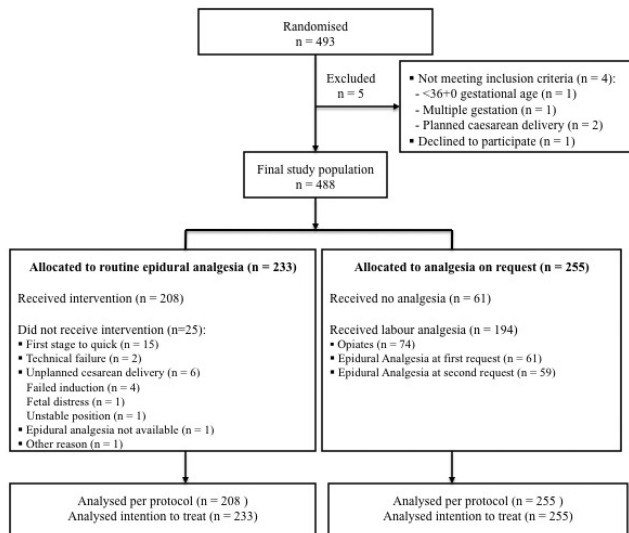 Randomised
n = 493
Excluded
n = 5
▪ Not meeting inclusion criteria (n = 4):
- <36+0 gestational age (n = 1)
- Multiple gestation (n = 1)
- Planned caesarean delivery (n = 2)
▪ Declined to participate (n = 1)
Final study population
n = 488
Allocated to routine epidural analgesia (n = 233)
Received intervention (n = 208)
Did not receive intervention (n=25):
▪ First stage to quick (n = 15)
▪ Technical failure (n = 2)
▪ Unplanned cesarean delivery (n = 6)
Failed induction (n = 4)
Fetal distress (n = 1)
Unstable position (n = 1)
▪ Epidural analgesia not available (n = 1)
▪ Other reason (n = 1)
Allocated to analgesia on request (n = 255)
Received no analgesia (n = 61)
Received labour analgesia (n = 194)
▪ Opiates (n = 74)
▪ Epidural Analgesia at first request (n = 61)
▪ Epidural Analgesia at second request (n = 59)
Analysed per protocol (n = 208 )
Analysed intention to treat (n = 233)
Analysed per protocol (n = 255 )
Analysed intention to treat (n = 255)